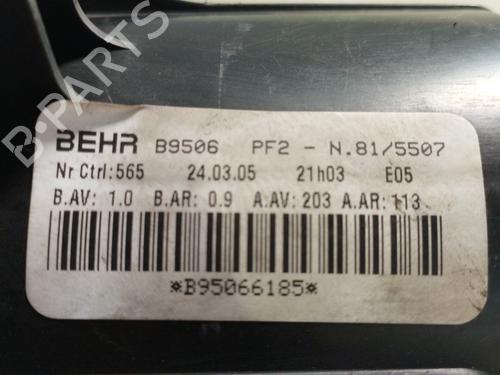 BEHR B9506 PF2 - N.81/5507
Nr Ctrl:565 24.03.05 21h03 E05
B.AV: 1.0 B.AR: 0.9 A.AV: 203 A.AR: 113
*B95066185*
B-PARTS